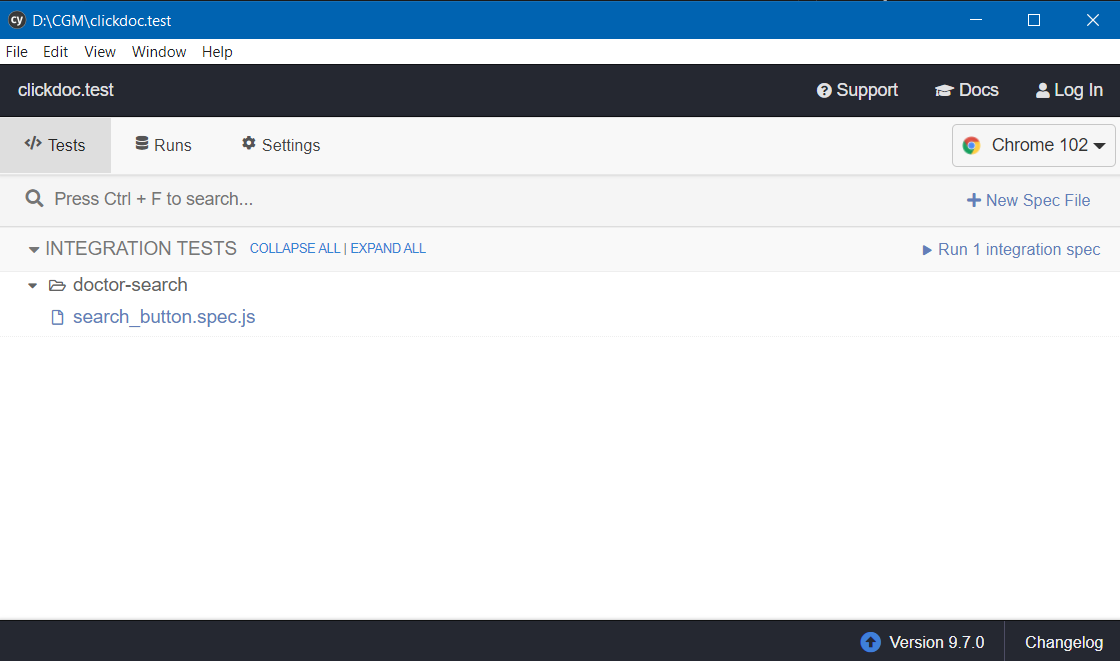 cy D:\CGM\clickdoc.test
File Edit View Window Help
clickdoc.test Support Docs Log In
Tests Runs Settings Chrome 102
Press Ctrl + F to search... New Spec File
INTEGRATION TESTS COLLAPSE ALL | EXPAND ALL Run 1 integration spec
doctor-search
search_button.spec.js
Version 9.7.0 Changelog